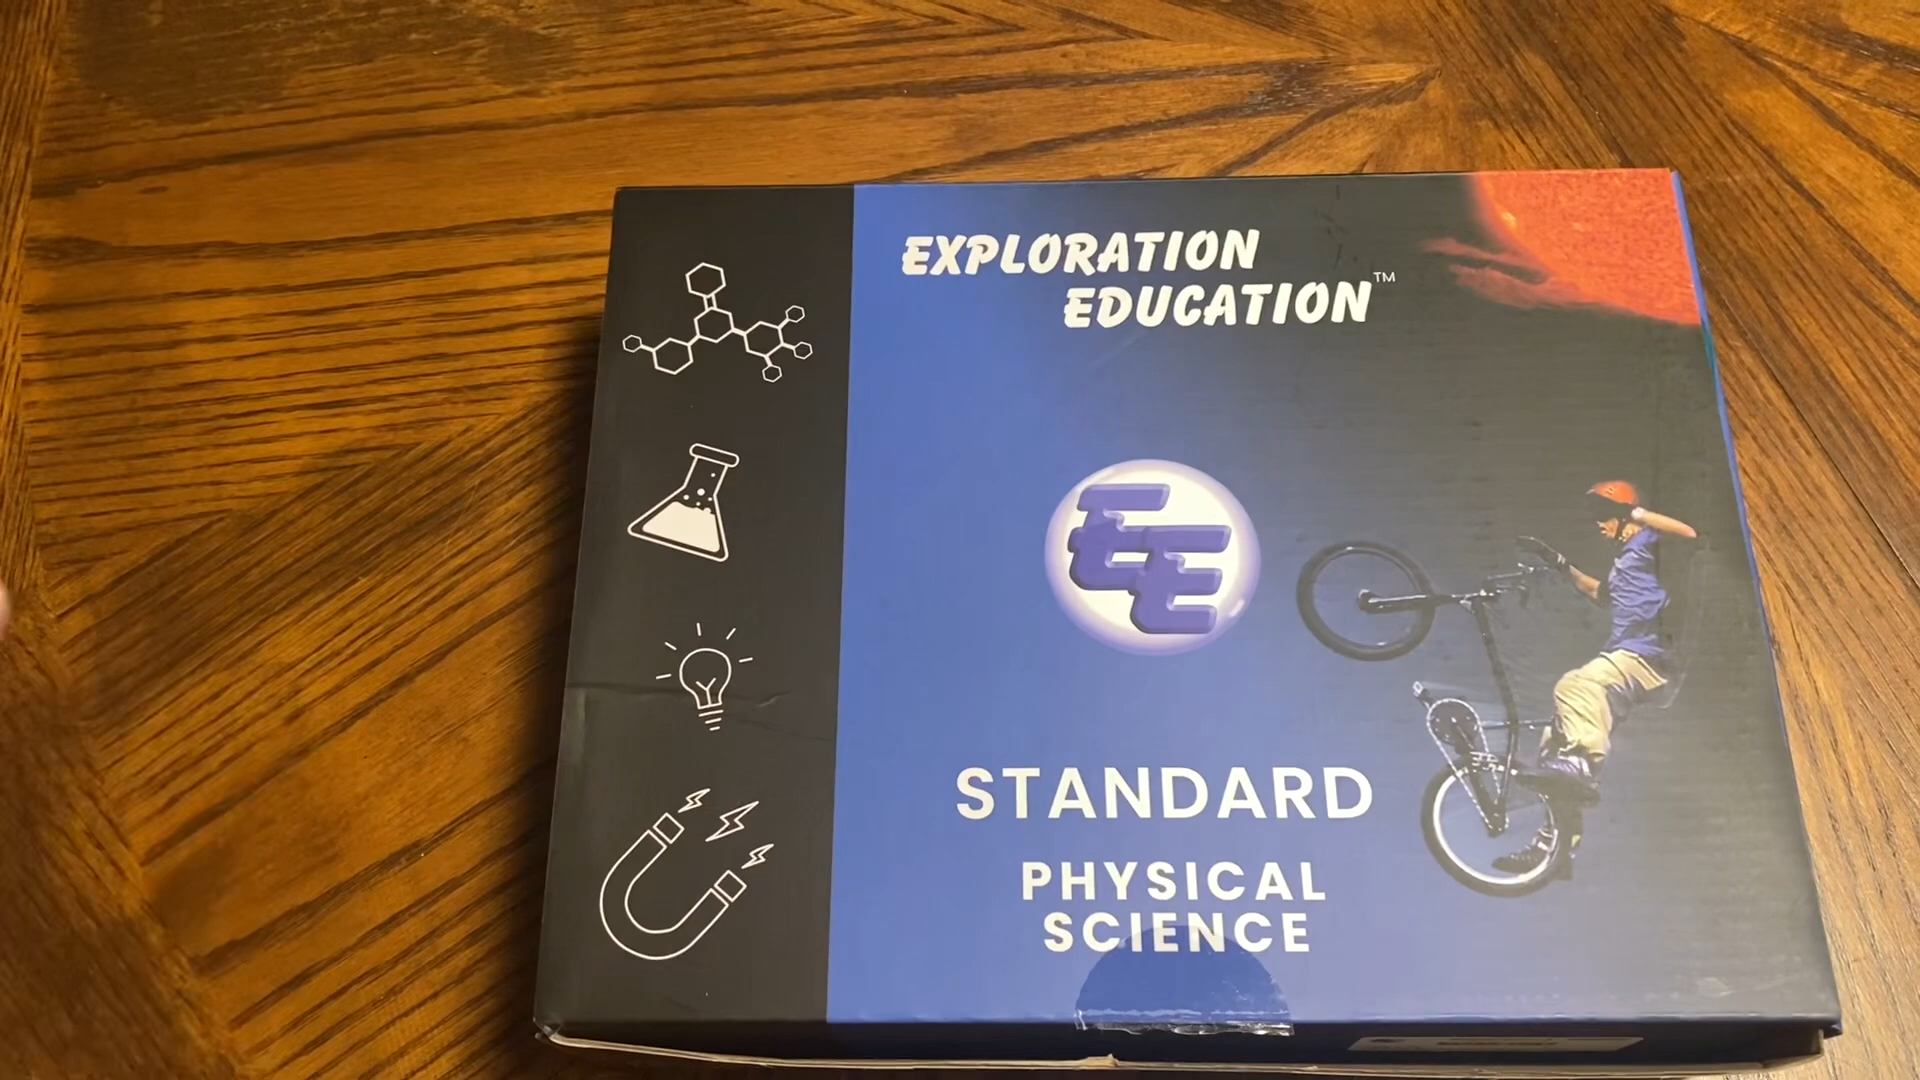 EXPLORATION
EDUCATION™
EE
STANDARD
PHYSICAL
SCIENCE